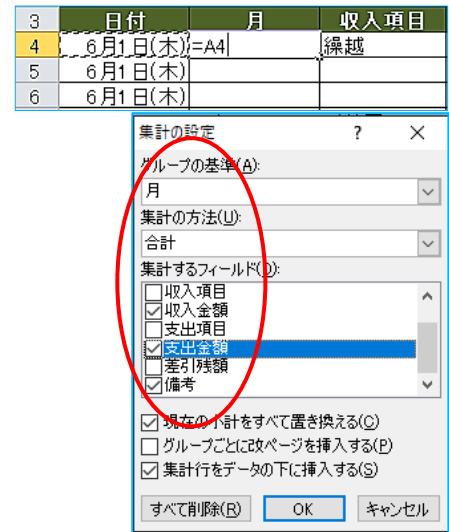 3 日付 月 収入項目
4 6月1日(木) =A4 繰越
5 6月1日(木)
6 6月1日(木)
集計の設定 ? ×
グループの基準(A):
月
集計の方法(U):
合計
集計するフィールド(D):
収入項目
収入金額
支出項目
支出金額
差引残額
備考
現在の小計をすべて置き換える(C)
グループごとに改ページを挿入する(P)
集計行をデータの下に挿入する(S)
すべて削除(R) OK キャンセル